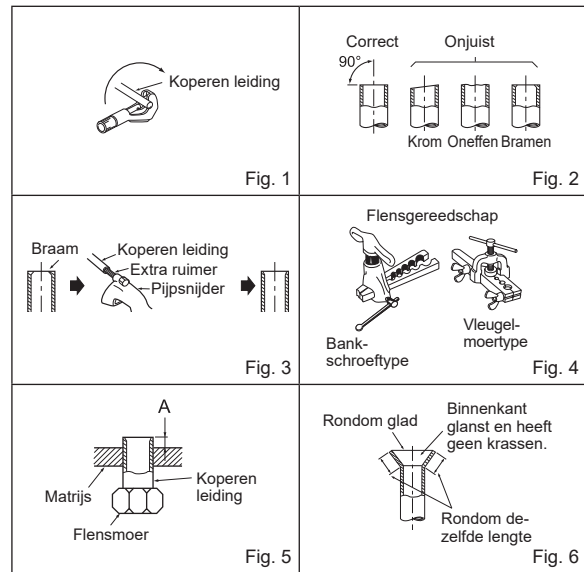 Koperen leiding
Fig. 1
Correct
Onjuist
90°
Krom
Oneffen
Bramen
Fig. 2
Braam
Koperen leiding
Extra ruimer
Pijpsnijder
Fig. 3
Flensgereedschap
Bank-
schroeftype
Vleugel-
moertype
Fig. 4
A
Matrijs
Koperen
leiding
Flensmoer
Fig. 5
Rondom glad
Binnenkant
glanst en heeft
geen krassen.
Rondom de-
zelfde lengte
Fig. 6